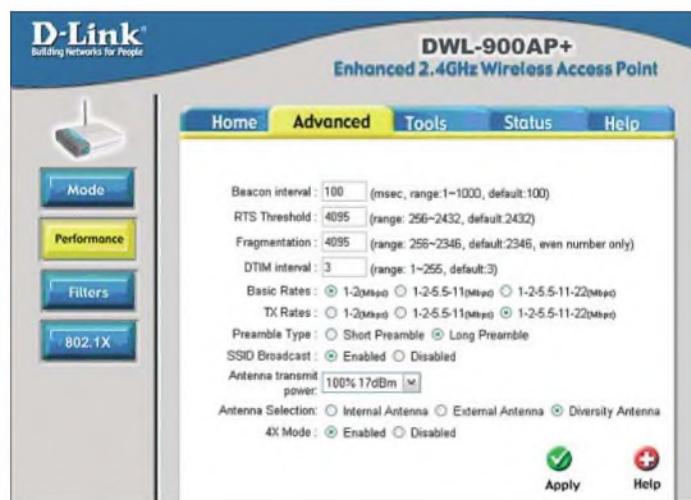 D-Link
Building Networks for People
DWL-900AP+
Enhanced 2.4GHz Wireless Access Point
Home Advanced Tools Status Help
Mode
Performance
Filters
802.1X
Beacon interval : 100 (msec, range:1~1000, default:100)
RTS Threshold : 4095 (range: 256~2432, default:2432)
Fragmentation : 4095 (range: 256~2346, default:2346, even number only)
DTIM interval : 3 (range: 1~255, default:3)
Basic Rates : 1-2(Mbps) 1-2-5.5-11(Mbps) 1-2-5.5-11-22(Mbps)
TX Rates : 1-2(Mbps) 1-2-5.5-11(Mbps) 1-2-5.5-11-22(Mbps)
Preamble Type : Short Preamble Long Preamble
SSID Broadcast : Enabled Disabled
Antenna transmit
power: 100% 17dBm
Antenna Selection: Internal Antenna External Antenna Diversity Antenna
4X Mode : Enabled Disabled
Apply Help